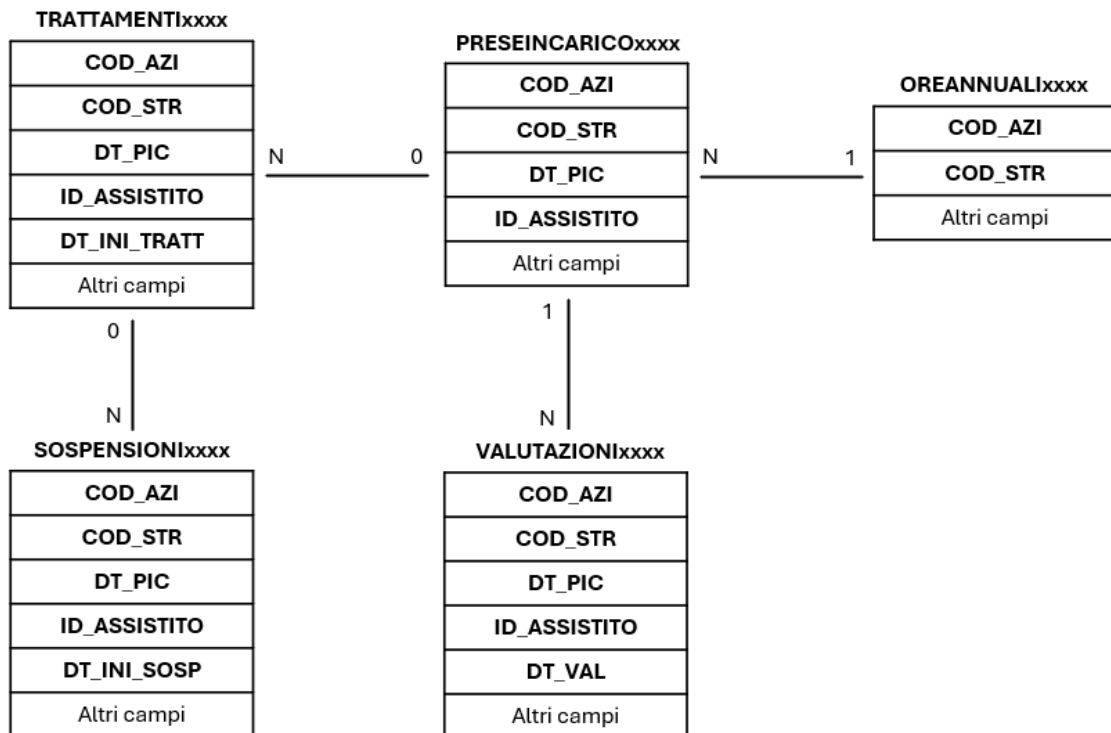 TRATTAMENTIxxxx
COD_AZI
COD_STR
DT_PIC
ID_ASSISTITO
DT_INI_TRATT
Altri campi
N
0
PRESEINCARICOxxxx
COD_AZI
COD_STR
DT_PIC
ID_ASSISTITO
Altri campi
N
1
OREANNUALIxxxx
COD_AZI
COD_STR
Altri campi
0
N
SOSPENSIONIxxxx
COD_AZI
COD_STR
DT_PIC
ID_ASSISTITO
DT_INI_SOSP
Altri campi
1
N
VALUTAZIONIxxxx
COD_AZI
COD_STR
DT_PIC
ID_ASSISTITO
DT_VAL
Altri campi